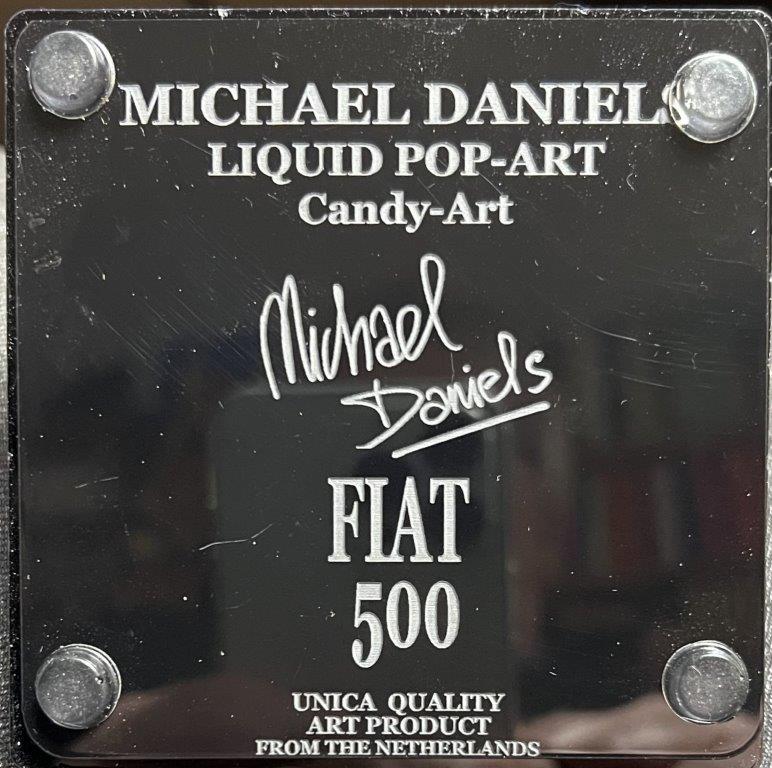 MICHAEL DANIELS
LIQUID POP-ART
Candy-Art
Michael
Daniels
FIAT
500
UNICA QUALITY
ART PRODUCT
FROM THE NETHERLANDS